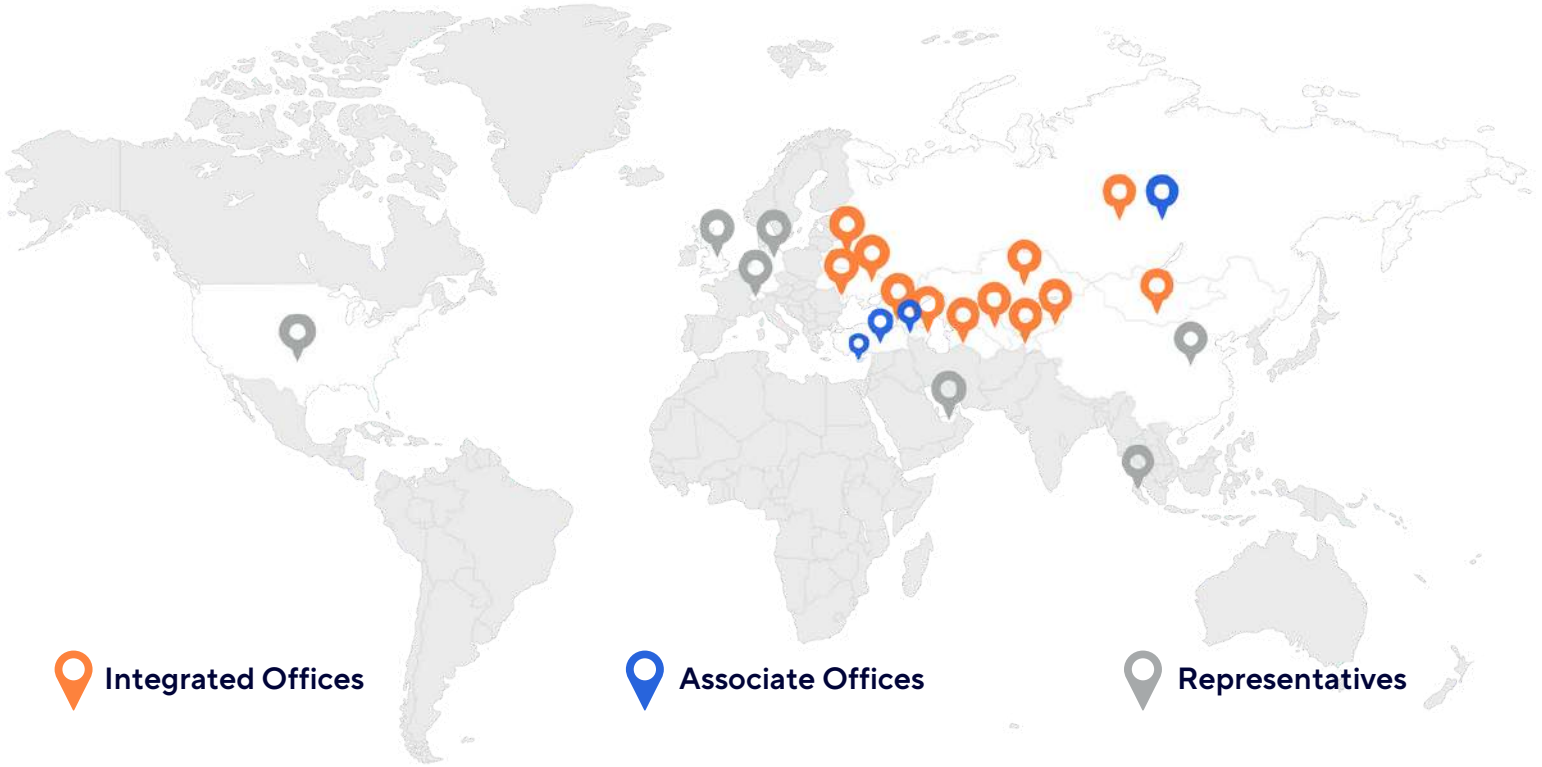 Integrated Offices
Associate Offices
Representatives